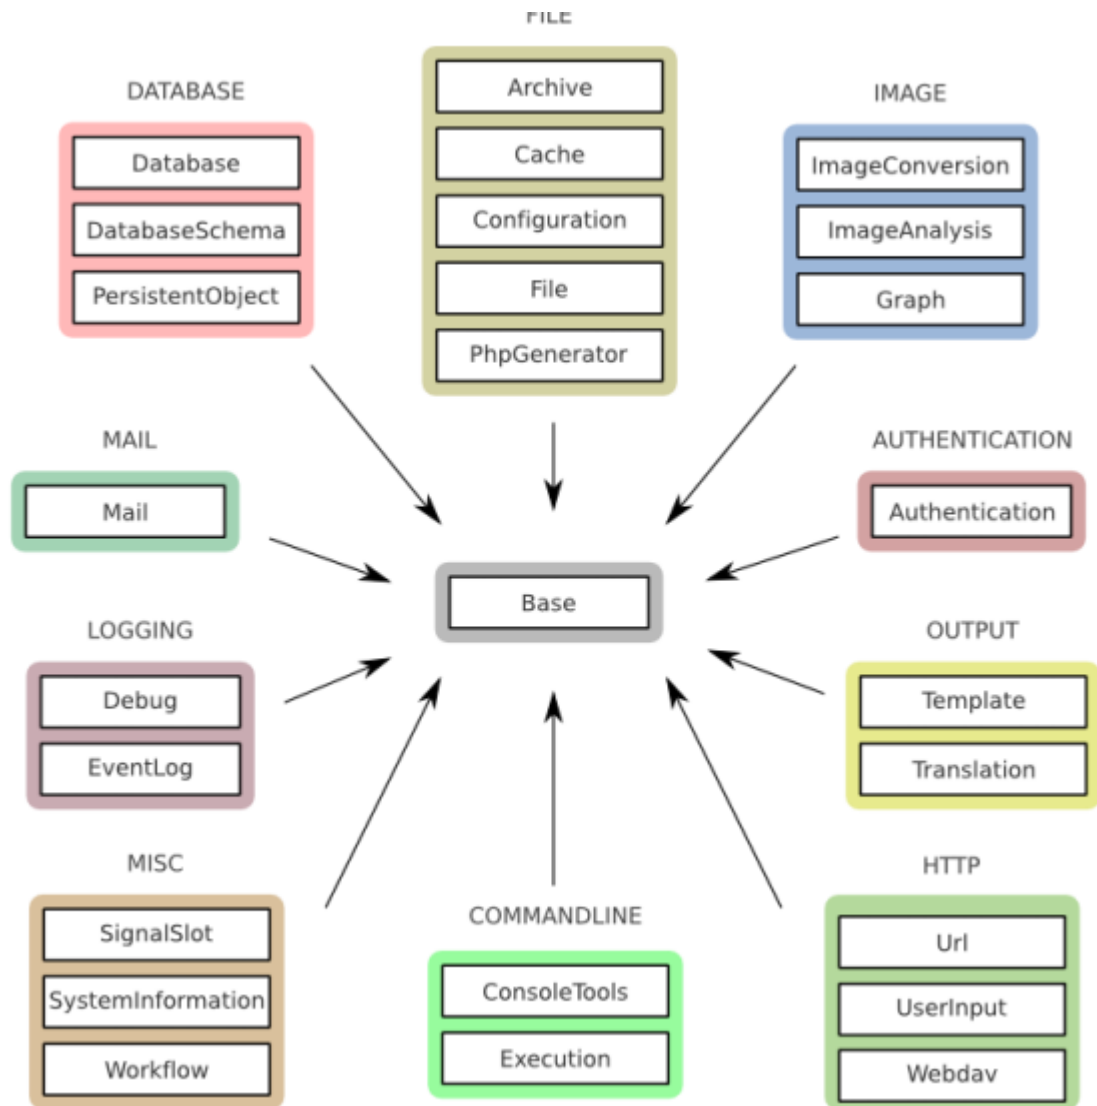 FILE
Archive
Cache
Configuration
File
PhpGenerator
DATABASE
Database
DatabaseSchema
PersistentObject
IMAGE
ImageConversion
ImageAnalysis
Graph
MAIL
Mail
AUTHENTICATION
Authentication
Base
LOGGING
Debug
EventLog
OUTPUT
Template
Translation
MISC
SignalSlot
SystemInformation
Workflow
COMMANDLINE
ConsoleTools
Execution
HTTP
Url
UserInput
Webdav